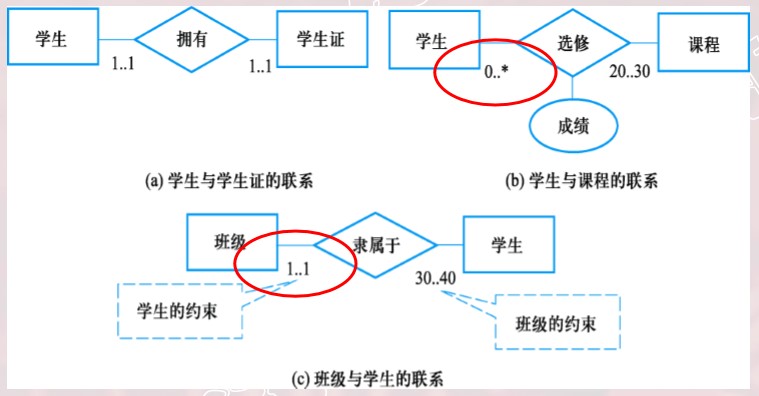 学生
拥有
学生证
1..1
1..1
(a) 学生与学生证的联系
学生
选修
课程
0..*
20..30
成绩
(b) 学生与课程的联系
班级
隶属于
学生
1..1
30..40
学生的约束
班级的约束
(c) 班级与学生的联系